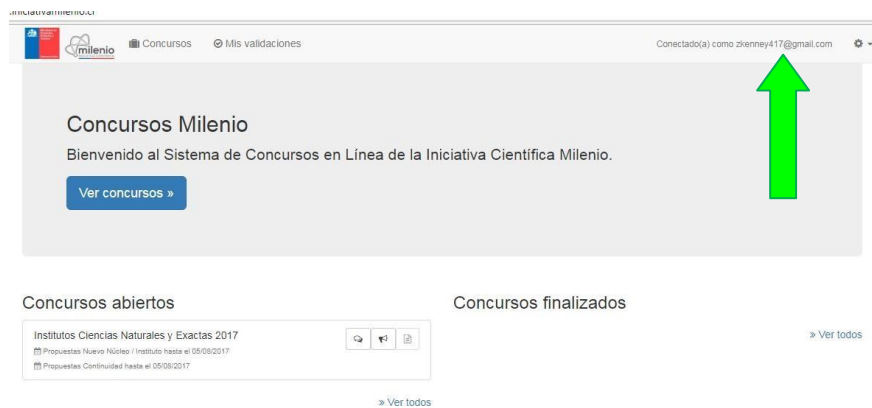 .iniciativamilenio.cl
milenio
Concursos
Mis validaciones
Conectado(a) como zkenney417@gmail.com
Concursos Milenio
Bienvenido al Sistema de Concursos en Línea de la Iniciativa Científica Milenio.
Ver concursos »
Concursos abiertos
Concursos finalizados
Institutos Ciencias Naturales y Exactas 2017
Propuestas Nuevo Núcleo / Instituto hasta el 05/08/2017
Propuestas Continuidad hasta el 05/08/2017
» Ver todos
» Ver todos